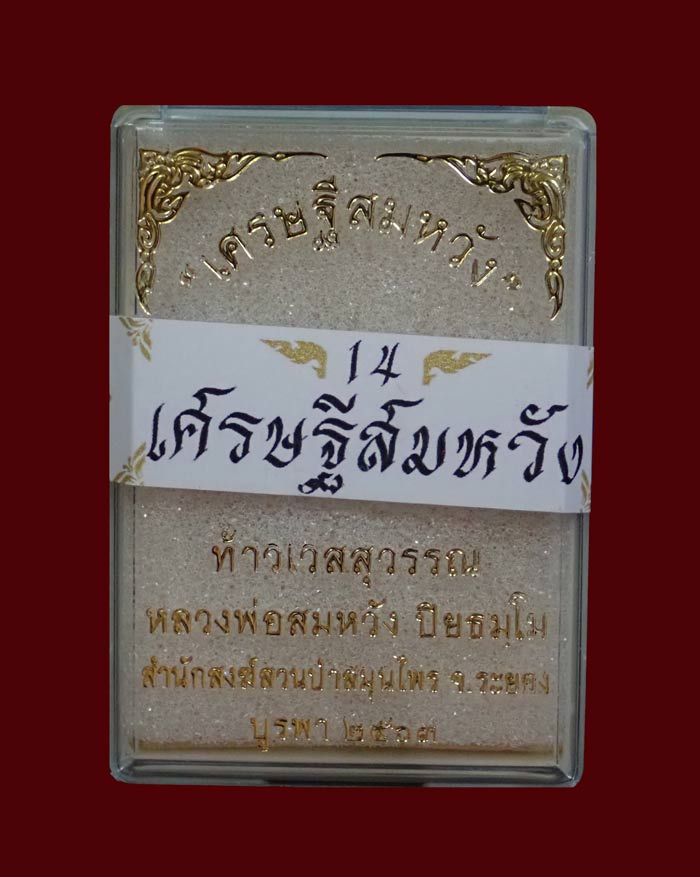 "เศรษฐีสมหวัง"
14
เศรษฐีสมหวัง
ท้าวเวสสุวรรณ
หลวงพ่อสมหวัง ปิยธมฺโม
สำนักสงฆ์สวนป่าสมุนไพร จ.ระยอง
บูรพา ๒๕๖๓